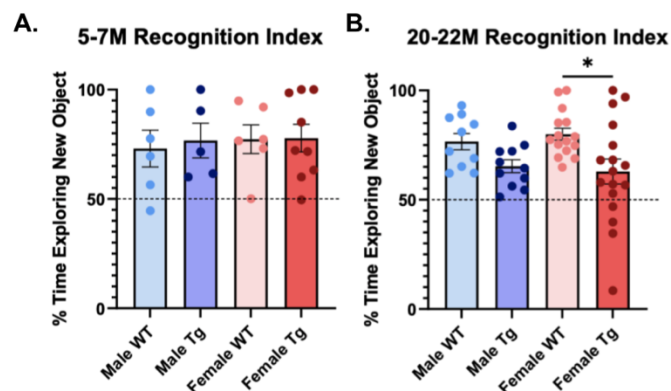 A.
5-7M Recognition Index
% Time Exploring New Object
100
50
0
Male WT
Male Tg
Female WT
Female Tg
B.
20-22M Recognition Index
*
% Time Exploring New Object
100
50
0
Male WT
Male Tg
Female WT
Female Tg